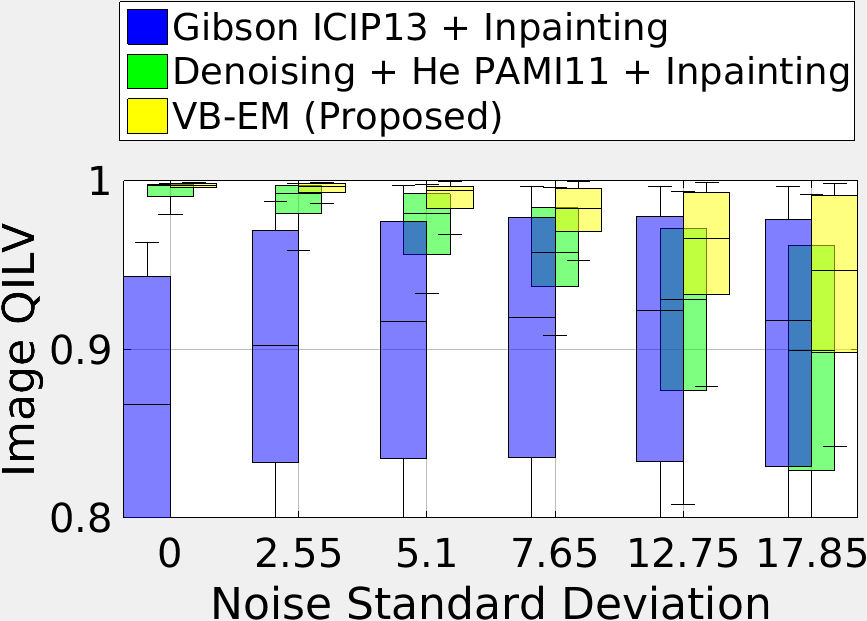 Gibson ICIP13 + Inpainting
Denoising + He PAMI11 + Inpainting
VB-EM (Proposed)
1
0.9
0.8
Image QILV
0 2.55 5.1 7.65 12.75 17.85
Noise Standard Deviation